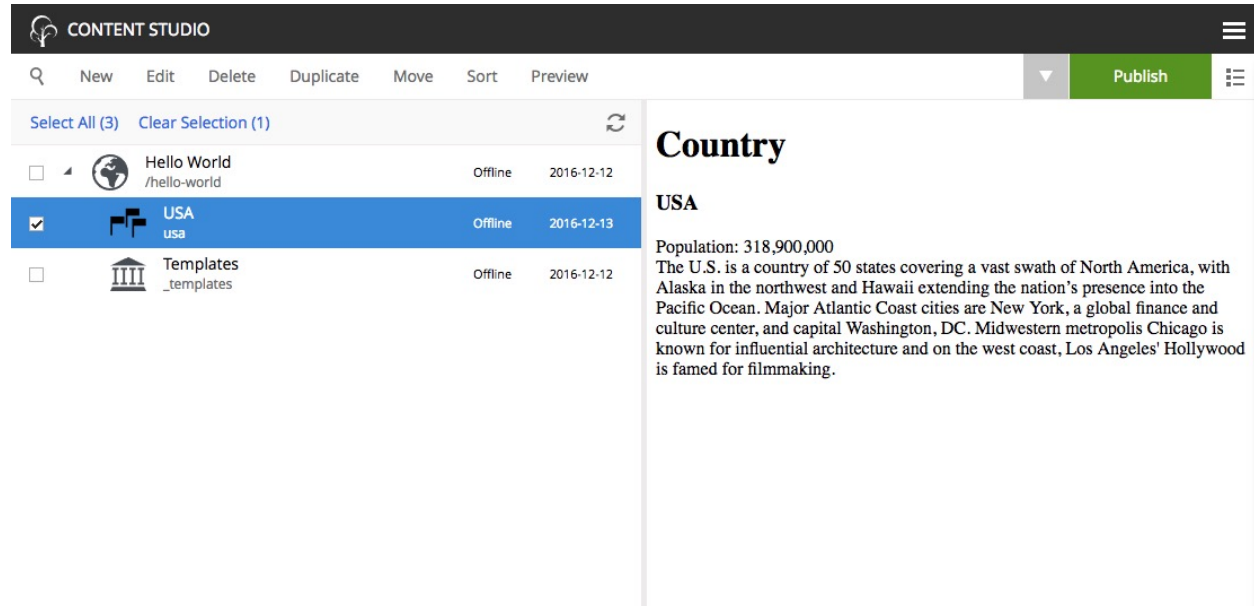 CONTENT STUDIO
New Edit Delete Duplicate Move Sort Preview Publish
Select All (3) Clear Selection (1)
Hello World
/hello-world
Offline 2016-12-12
USA
usa
Offline 2016-12-13
Templates
_templates
Offline 2016-12-12
Country
USA
Population: 318,900,000
The U.S. is a country of 50 states covering a vast swath of North America, with
Alaska in the northwest and Hawaii extending the nation’s presence into the
Pacific Ocean. Major Atlantic Coast cities are New York, a global finance and
culture center, and capital Washington, DC. Midwestern metropolis Chicago is
known for influential architecture and on the west coast, Los Angeles' Hollywood
is famed for filmmaking.